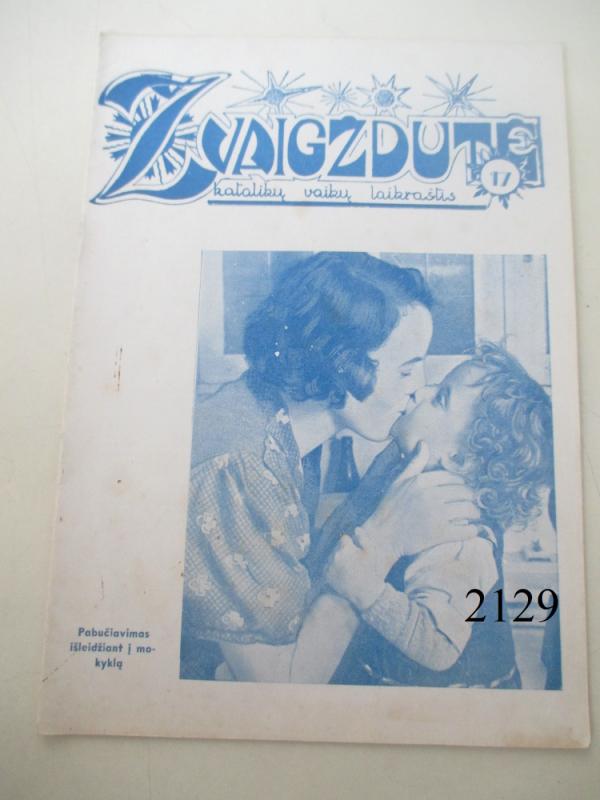 ŽVAIGŽDUTĖ
17
katalikų vaikų laikraštis
2129
Pabučiavimas
išleidžiant į mo-
kyklą